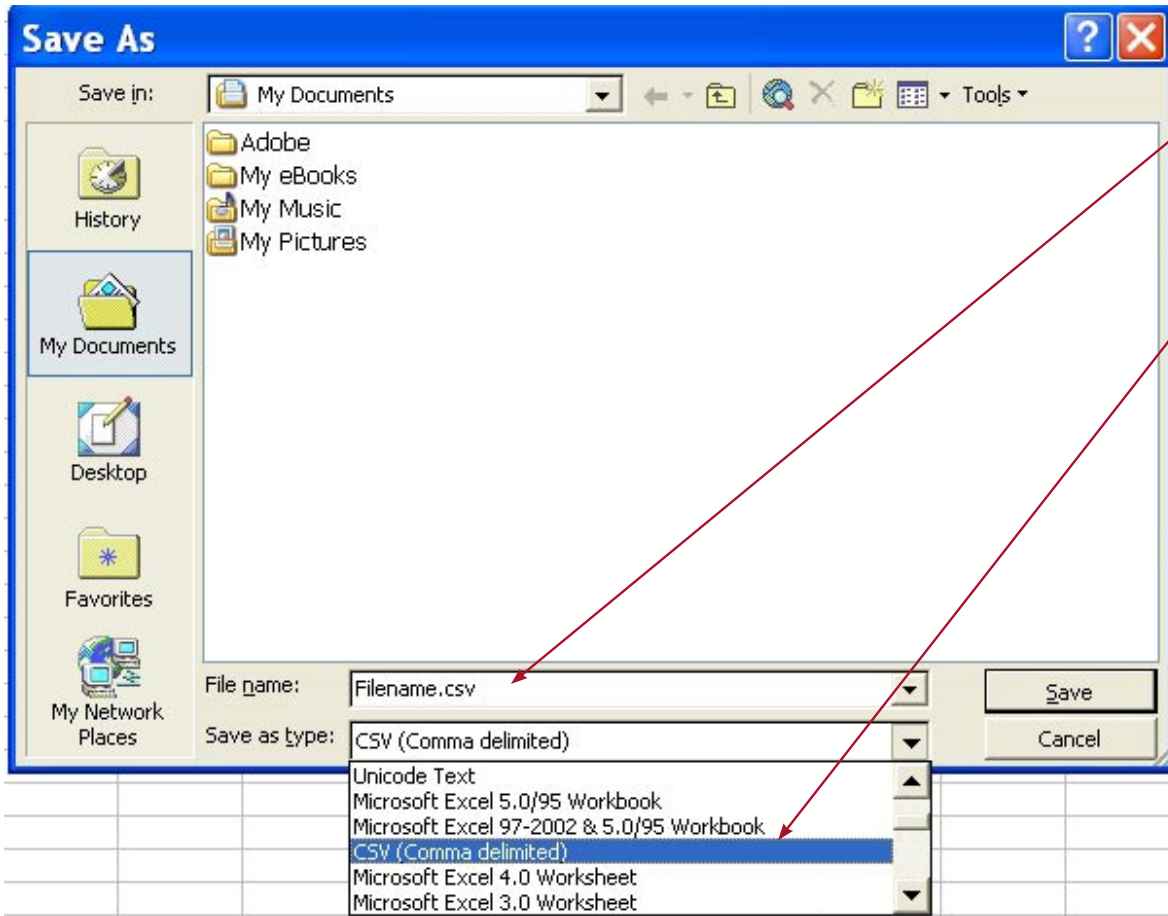 Save As
Save in:
My Documents
Tools
Adobe
My eBooks
My Music
My Pictures
History
My Documents
Desktop
Favorites
My Network
Places
File name:
Filename.csv
Save
Save as type:
CSV (Comma delimited)
Cancel
Unicode Text
Microsoft Excel 5.0/95 Workbook
Microsoft Excel 97-2002 & 5.0/95 Workbook
CSV (Comma delimited)
Microsoft Excel 4.0 Worksheet
Microsoft Excel 3.0 Worksheet